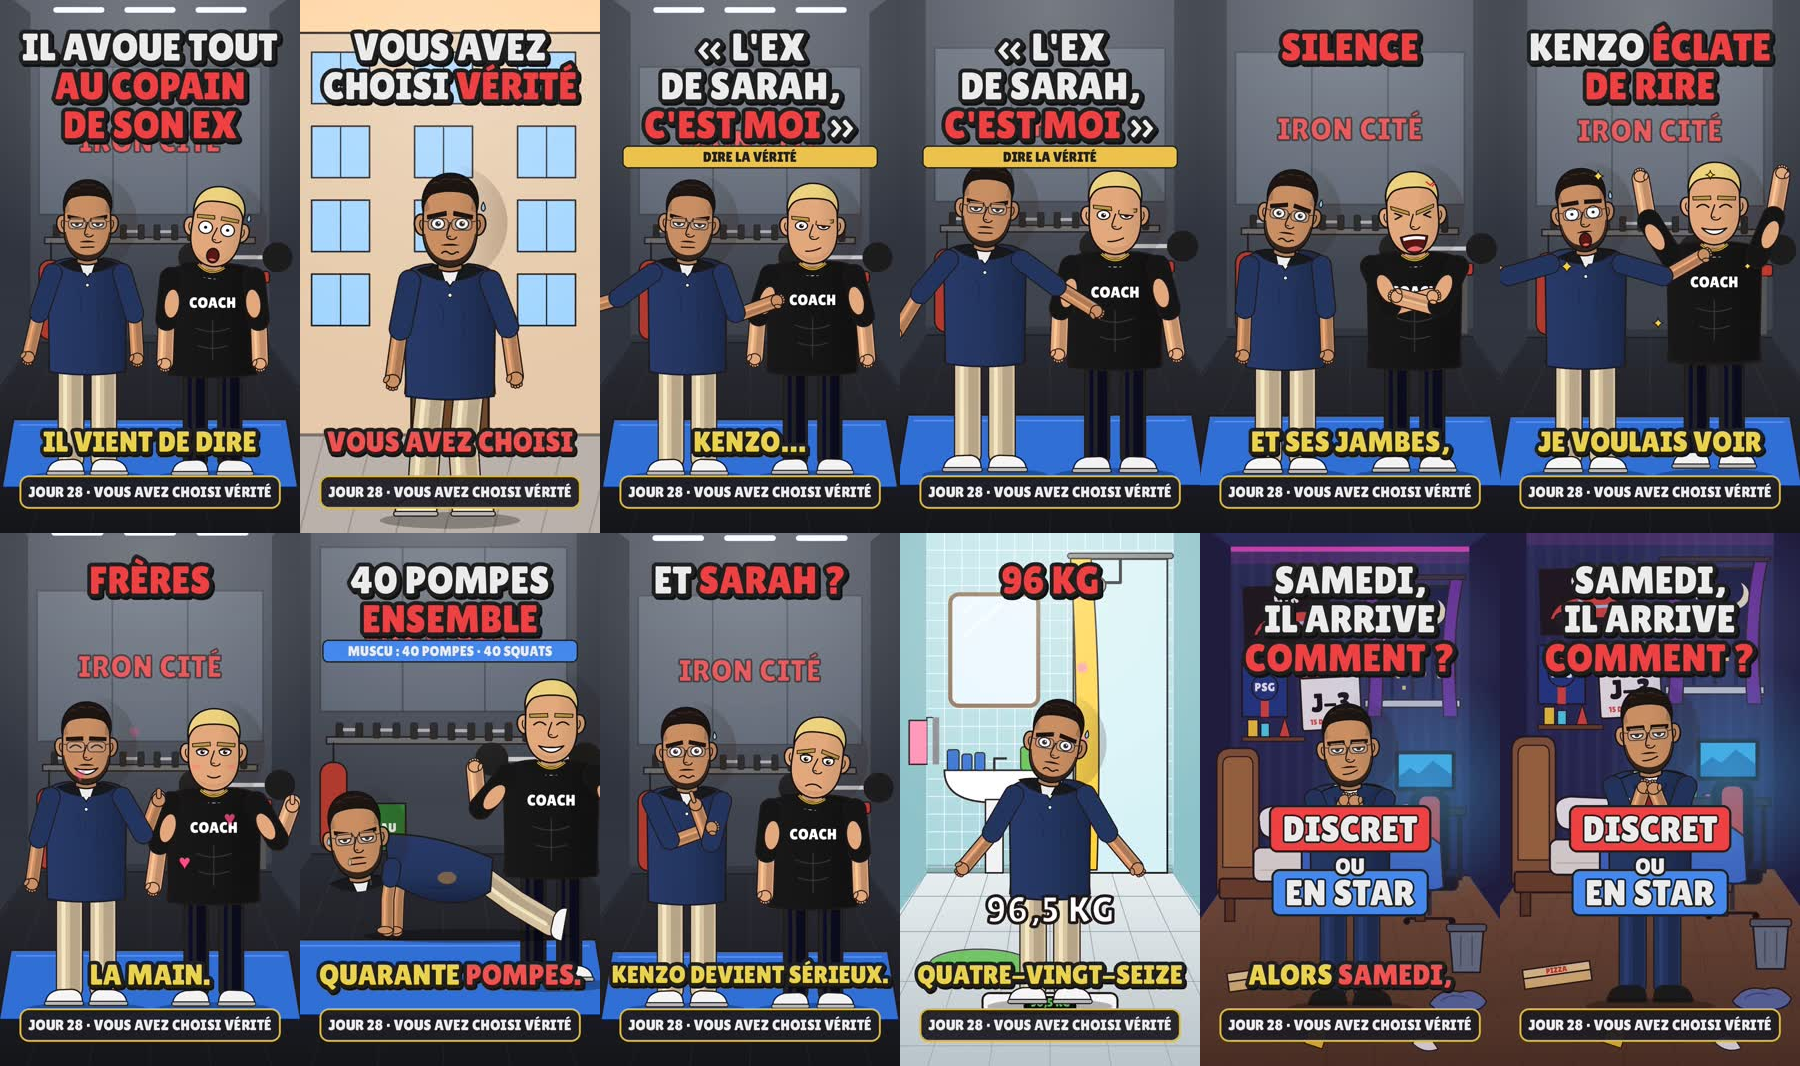 IL AVOUE TOUT
AU COPAIN
DE SON EX
IRON CITÉ
COACH
IL VIENT DE DIRE
JOUR 28 · VOUS AVEZ CHOISI VÉRITÉ
VOUS AVEZ
CHOISI VÉRITÉ
VOUS AVEZ CHOISI
JOUR 28 · VOUS AVEZ CHOISI VÉRITÉ
« L'EX
DE SARAH,
C'EST MOI »
DIRE LA VÉRITÉ
COACH
KENZO...
JOUR 28 · VOUS AVEZ CHOISI VÉRITÉ
« L'EX
DE SARAH,
C'EST MOI »
DIRE LA VÉRITÉ
COACH
JOUR 28 · VOUS AVEZ CHOISI VÉRITÉ
SILENCE
IRON CITÉ
ET SES JAMBES,
JOUR 28 · VOUS AVEZ CHOISI VÉRITÉ
KENZO ÉCLATE
DE RIRE
IRON CITÉ
COACH
JE VOULAIS VOIR
JOUR 28 · VOUS AVEZ CHOISI VÉRITÉ
FRÈRES
IRON CITÉ
COACH
LA MAIN.
JOUR 28 · VOUS AVEZ CHOISI VÉRITÉ
40 POMPES
ENSEMBLE
MUSCU : 40 POMPES · 40 SQUATS
COACH
QUARANTE POMPES.
JOUR 28 · VOUS AVEZ CHOISI VÉRITÉ
ET SARAH ?
IRON CITÉ
COACH
KENZO DEVIENT SÉRIEUX.
JOUR 28 · VOUS AVEZ CHOISI VÉRITÉ
96 KG
96,5 KG
QUATRE-VINGT-SEIZE
JOUR 28 · VOUS AVEZ CHOISI VÉRITÉ
SAMEDI,
IL ARRIVE
COMMENT ?
PSG
J-3
DISCRET
OU
EN STAR
ALORS SAMEDI,
JOUR 28 · VOUS AVEZ CHOISI VÉRITÉ
SAMEDI,
IL ARRIVE
COMMENT ?
J-3
DISCRET
OU
EN STAR
PIZZA
JOUR 28 · VOUS AVEZ CHOISI VÉRITÉ